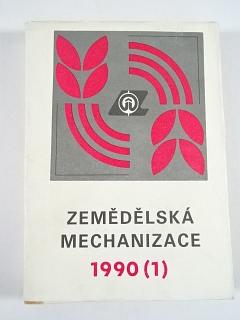 ZEMĚDĚLSKÁ
MECHANIZACE
1990 (1)